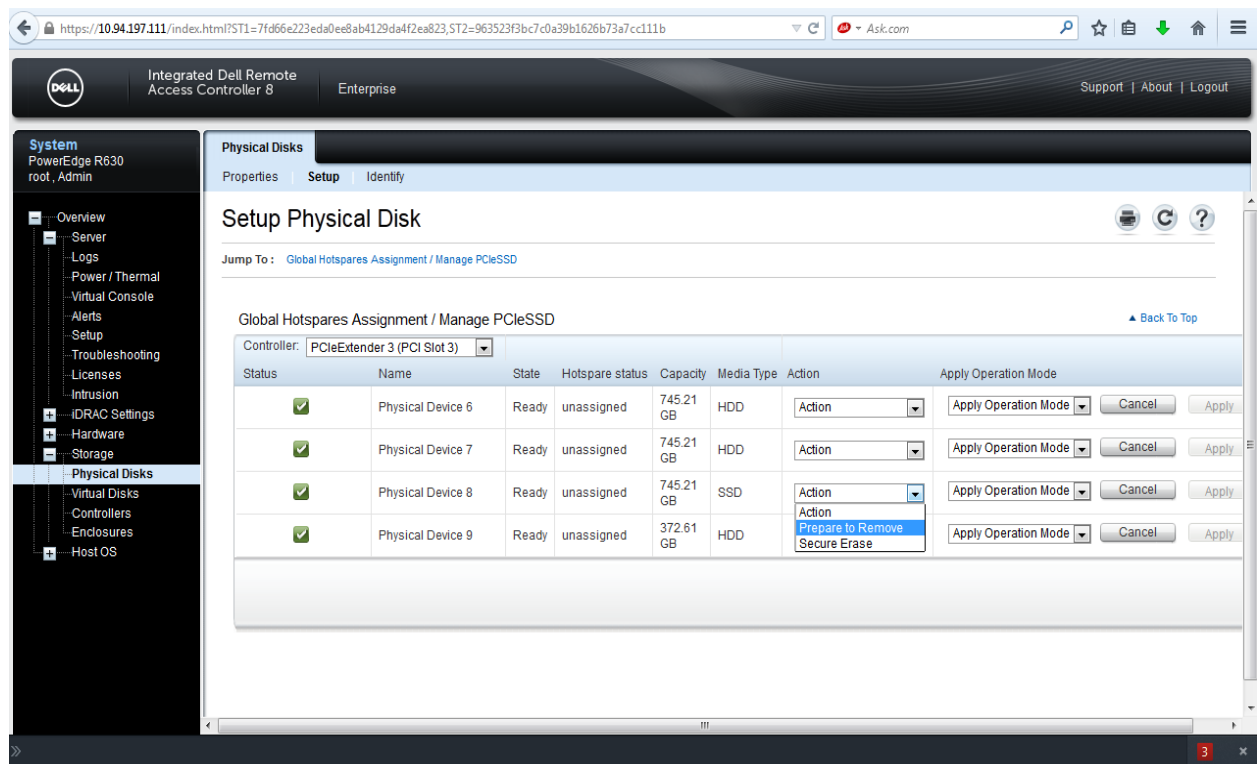 https://10.94.197.111/index.html?ST1=7fd66e223eda0ee8ab4129da4f2ea823,ST2=963523f3bc7c0a39b1626b73a7cc111b
Ask.com
DELL
Integrated Dell Remote
Access Controller 8
Enterprise
Support | About | Logout
System
PowerEdge R630
root , Admin
Overview
Server
Logs
Power / Thermal
Virtual Console
Alerts
Setup
Troubleshooting
Licenses
Intrusion
iDRAC Settings
Hardware
Storage
Physical Disks
Virtual Disks
Controllers
Enclosures
Host OS
Physical Disks
Properties Setup Identify
Setup Physical Disk
Jump To : Global Hotspares Assignment / Manage PCIeSSD
Global Hotspares Assignment / Manage PCIeSSD
Back To Top
Controller: PCIeExtender 3 (PCI Slot 3)
Status Name State Hotspare status Capacity Media Type Action Apply Operation Mode
Physical Device 6 Ready unassigned 745.21 GB HDD Action Apply Operation Mode Cancel Apply
Physical Device 7 Ready unassigned 745.21 GB HDD Action Apply Operation Mode Cancel Apply
Physical Device 8 Ready unassigned 745.21 GB SSD Action Apply Operation Mode Cancel Apply
Action
Prepare to Remove
Secure Erase
Physical Device 9 Ready unassigned 372.61 GB HDD Apply Operation Mode Cancel Apply
3